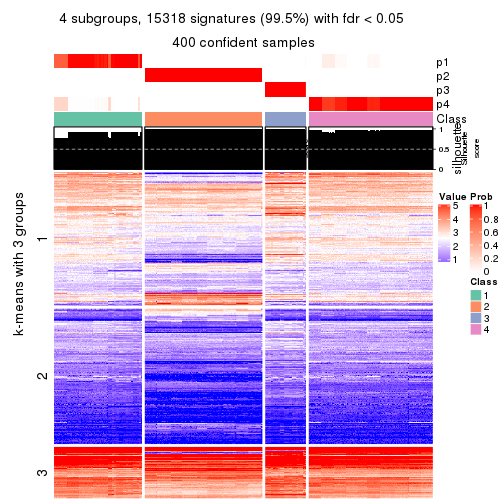 4 subgroups, 15318 signatures (99.5%) with fdr < 0.05
400 confident samples
p1
p2
p3
p4
Class
silhouette
Silhouette
score
1
0.5
0
k-means with 3 groups
1
2
3
Value
5
4
3
2
1
Prob
1
0.8
0.6
0.4
0.2
0
Class
1
2
3
4